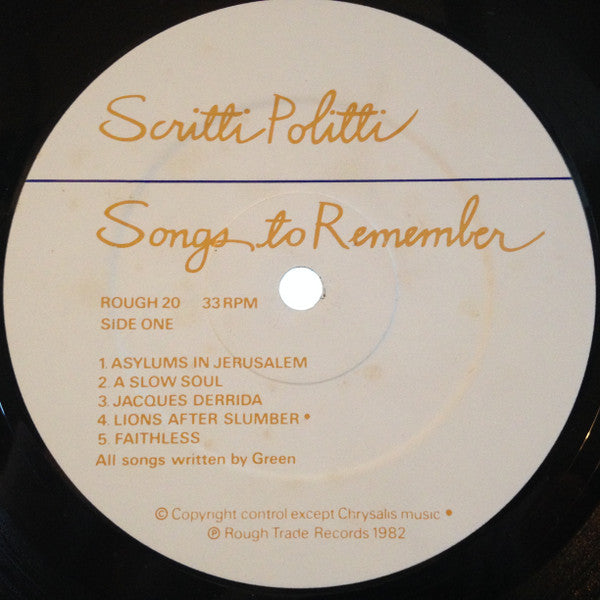 Scritti Politti
Songs to Remember
ROUGH 20 33 RPM
SIDE ONE
1. ASYLUMS IN JERUSALEM
2. A SLOW SOUL
3. JACQUES DERRIDA
4. LIONS AFTER SLUMBER •
5. FAITHLESS
All songs written by Green
© Copyright control except Chrysalis music •
℗ Rough Trade Records 1982